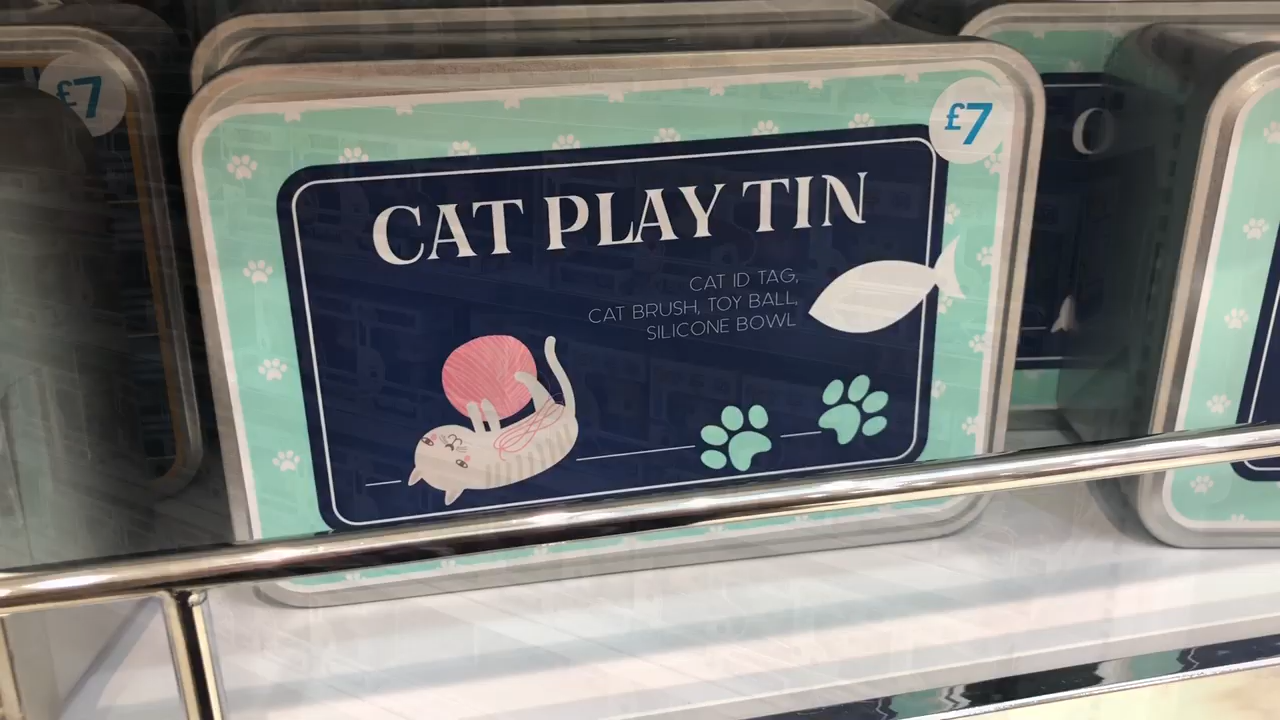 £7
£7
CAT PLAY TIN
CAT ID TAG,
CAT BRUSH, TOY BALL,
SILICONE BOWL